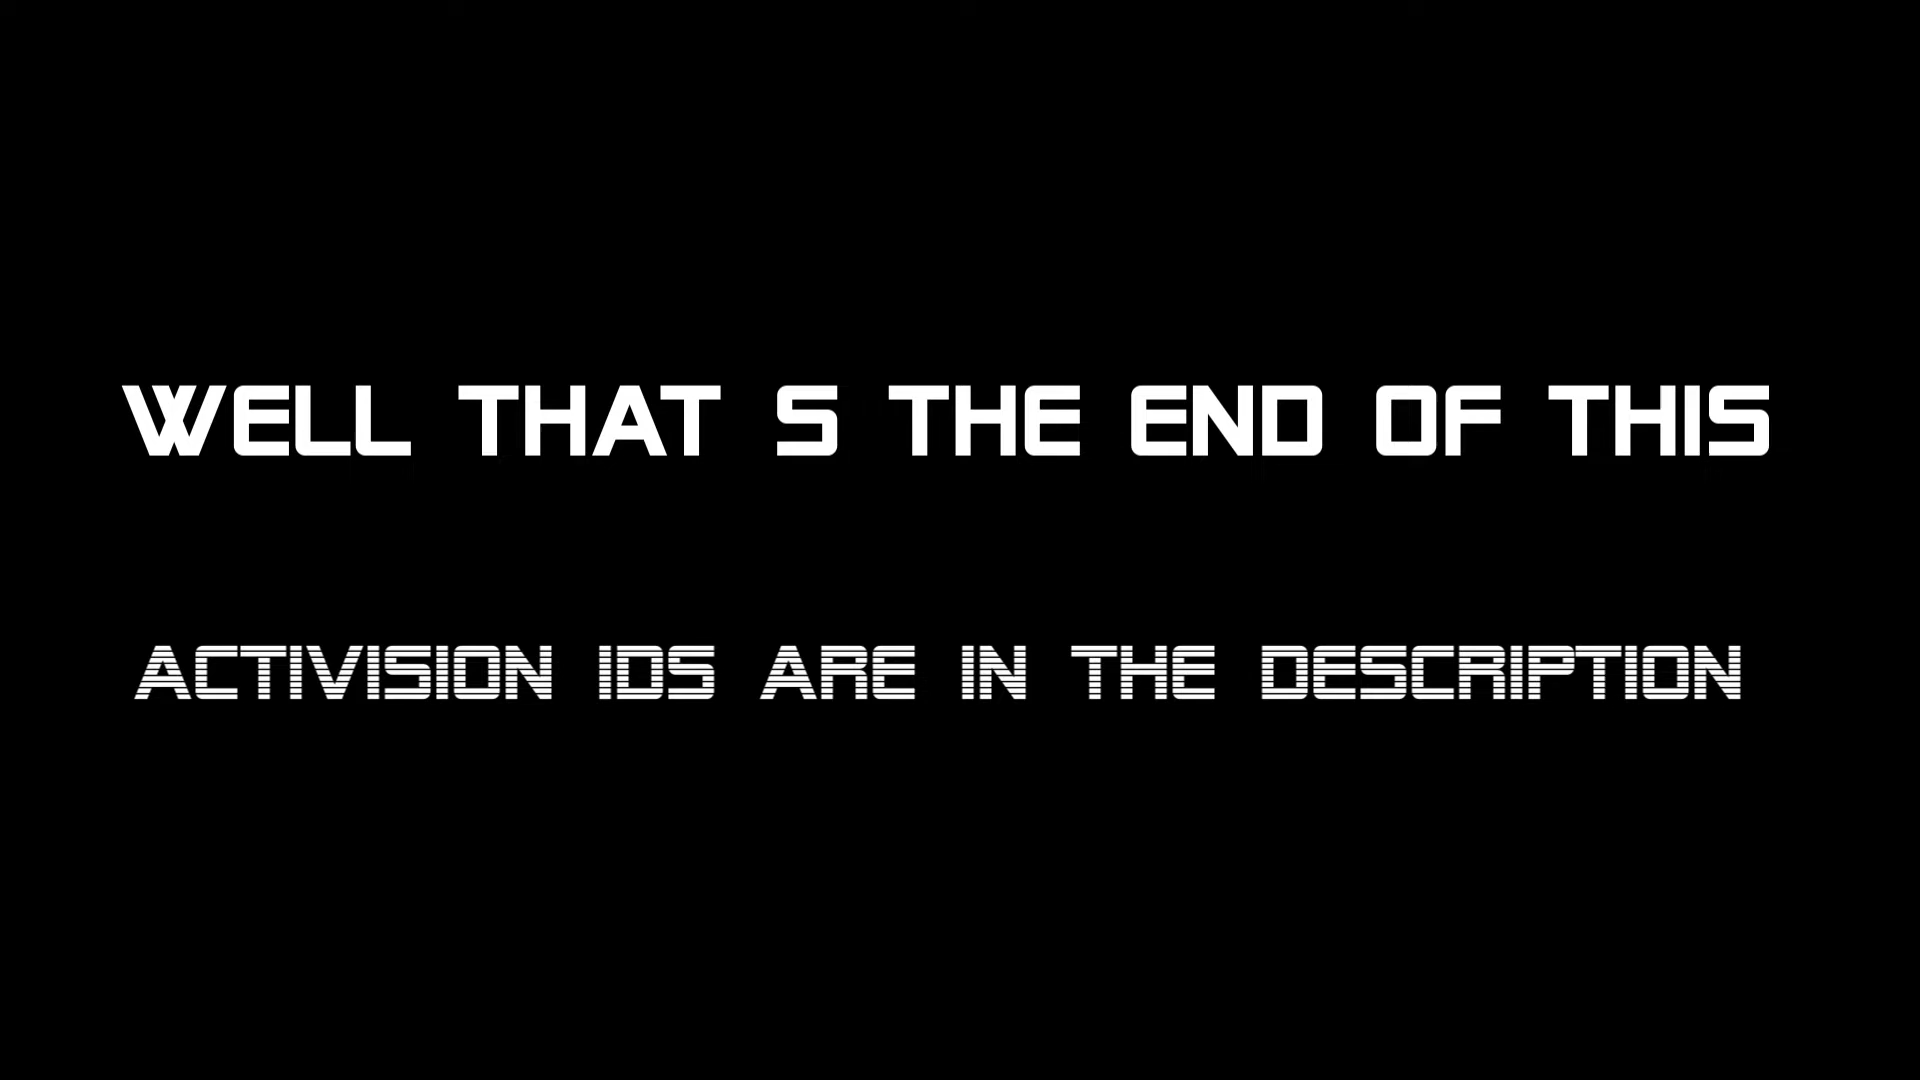 WELL THAT S THE END OF THIS
ACTIVISION IDS ARE IN THE DESCRIPTION